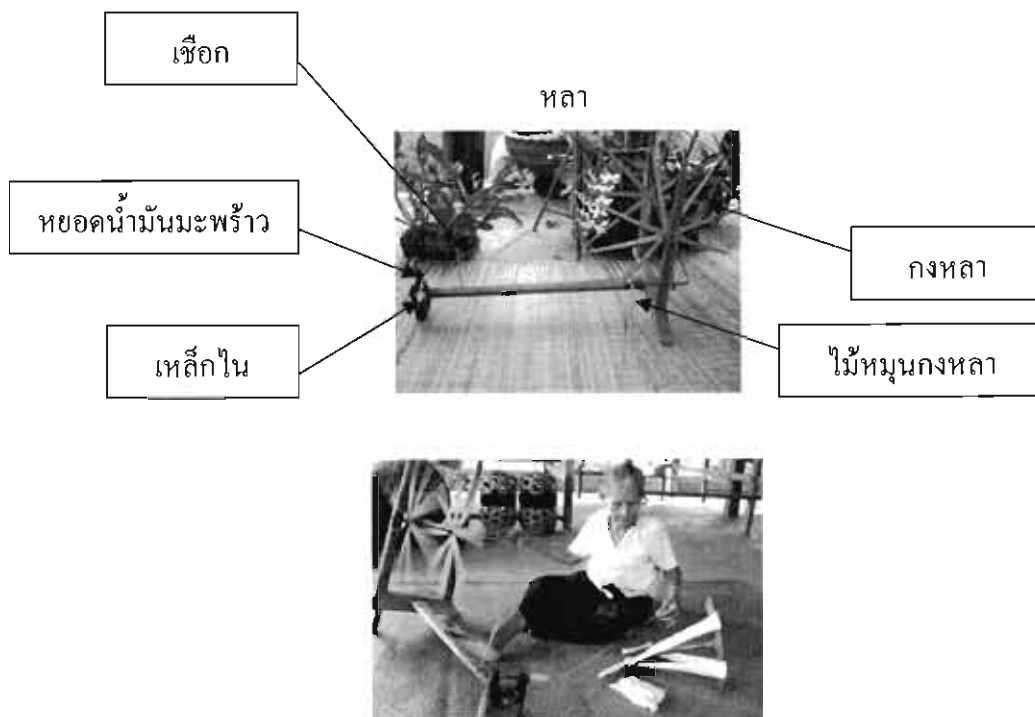 เชือก
หลา
หยอดน้ำมันมะพร้าว
กงหลา
เหล็กไน
ไม้หมุนกงหลา